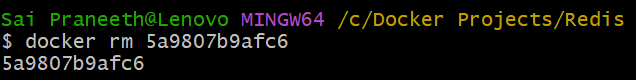 Sai Praneeth@Lenovo MINGW64 /c/Docker Projects/Redis
$ docker rm 5a9807b9afc6
5a9807b9afc6